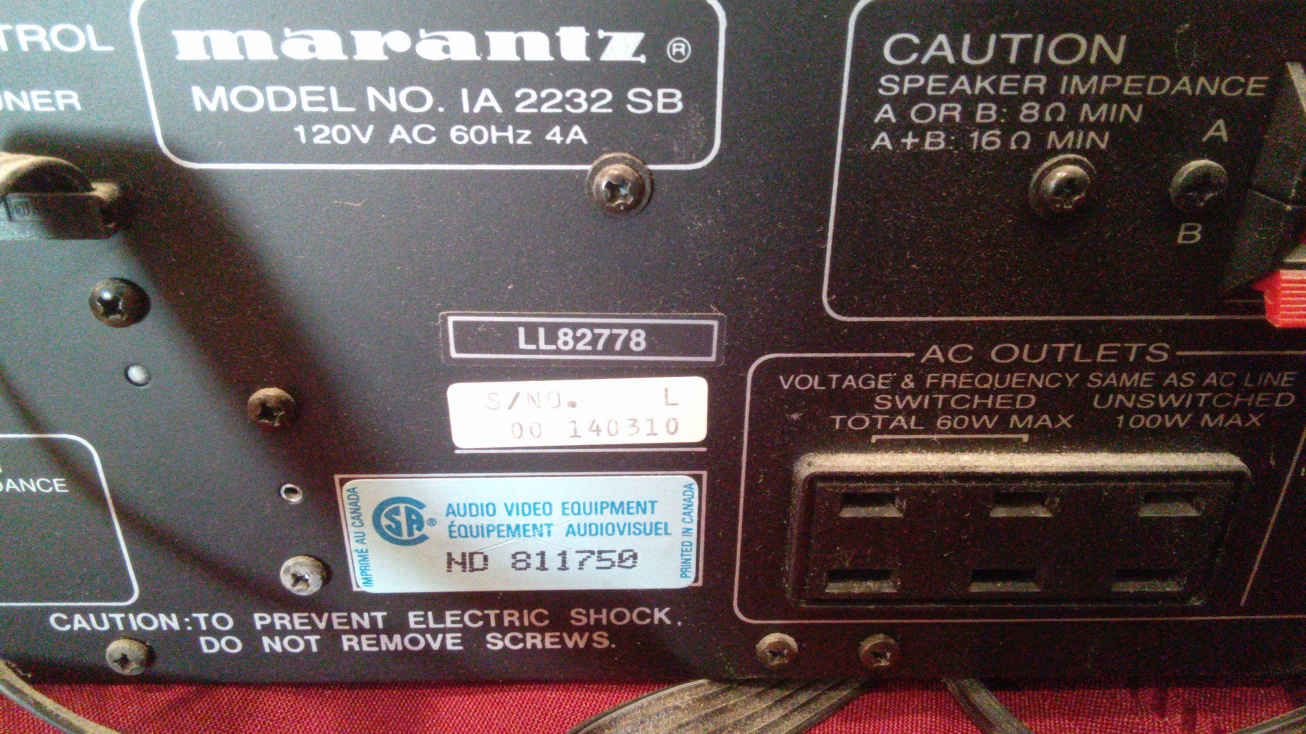 TROL
UNER
marantz®
MODEL NO. IA 2232 SB
120V AC 60Hz 4A
CAUTION
SPEAKER IMPEDANCE
A OR B: 8Ω MIN
A+B: 16Ω MIN
A
B
LL82778
S/NO. L
00 140310
AC OUTLETS
VOLTAGE & FREQUENCY SAME AS AC LINE
SWITCHED UNSWITCHED
TOTAL 60W MAX 100W MAX
DANCE
IMPRIMÉ AU CANADA
SA®
AUDIO VIDEO EQUIPMENT
ÉQUIPEMENT AUDIOVISUEL
ND 811750
PRINTED IN CANADA
CAUTION:TO PREVENT ELECTRIC SHOCK,
DO NOT REMOVE SCREWS.